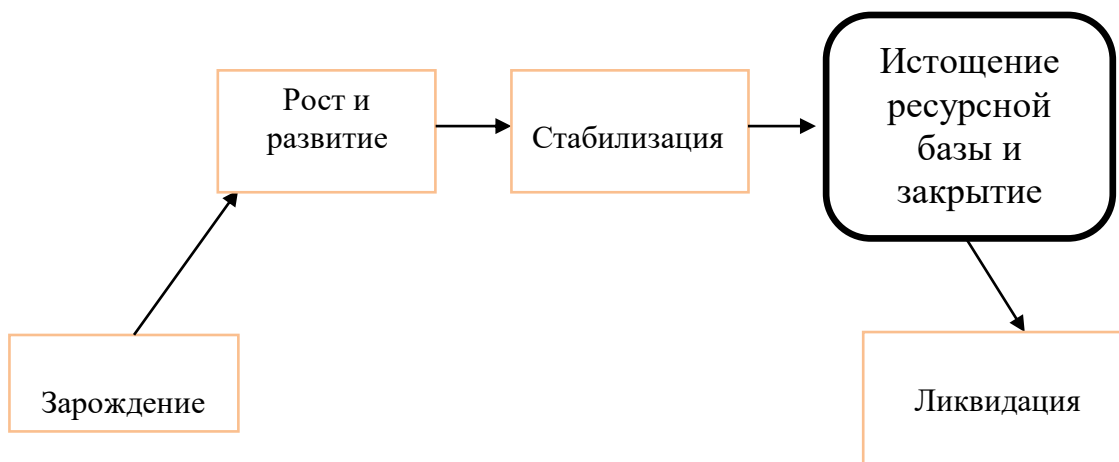 Зарождение
Рост и
развитие
Стабилизация
Истощение
ресурсной
базы и
закрытие
Ликвидация